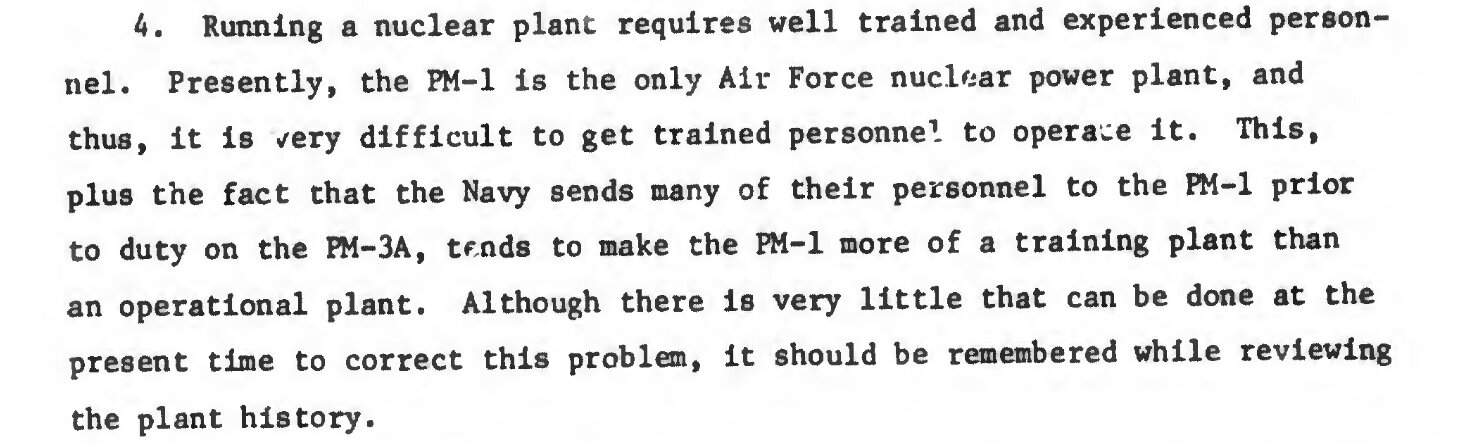 4. Running a nuclear plant requires well trained and experienced person-
nel. Presently, the PM-1 is the only Air Force nuclear power plant, and
thus, it is very difficult to get trained personnel to operate it. This,
plus the fact that the Navy sends many of their personnel to the PM-1 prior
to duty on the PM-3A, tends to make the PM-1 more of a training plant than
an operational plant. Although there is very little that can be done at the
present time to correct this problem, it should be remembered while reviewing
the plant history.